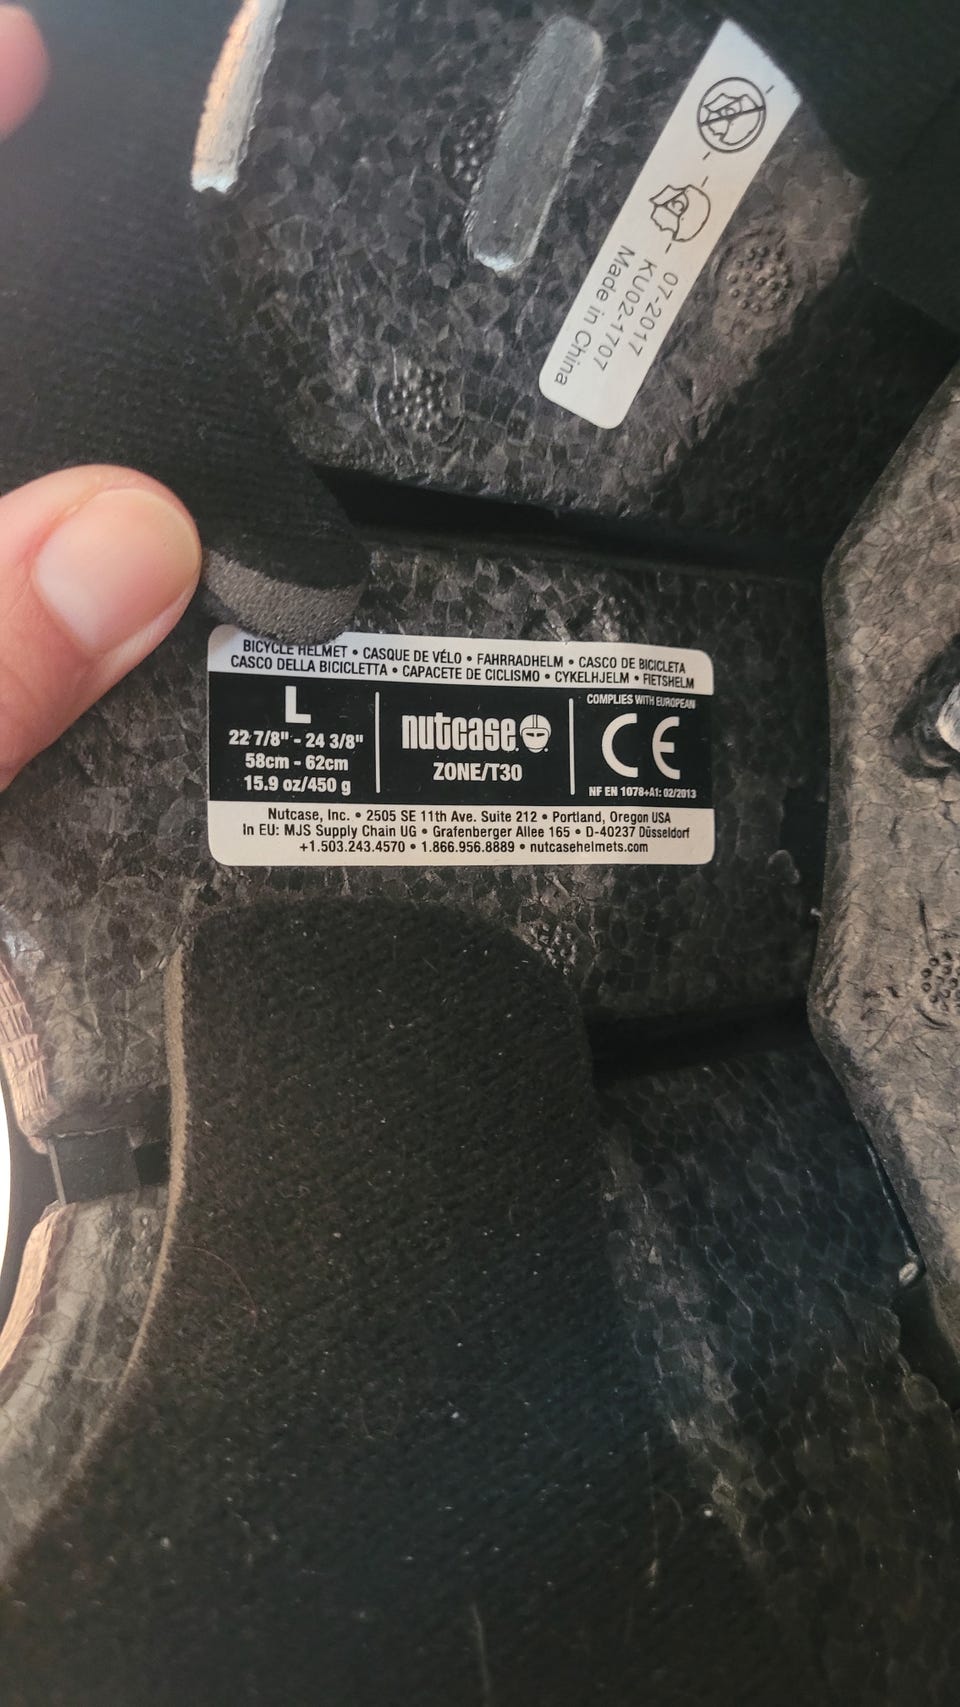 07-2017
KU02-1707
Made in China
BICYCLE HELMET • CASQUE DE VÉLO • FAHRRADHELM • CASCO DE BICICLETA
CASCO DELLA BICICLETTA • CAPACETE DE CICLISMO • CYKELHJELM • FIETSHELM
L
22 7/8" - 24 3/8"
58cm - 62cm
15.9 oz/450 g
nutcase
ZONE/T30
COMPLIES WITH EUROPEAN
CE
NF EN 1078+A1: 02/2013
Nutcase, Inc. • 2505 SE 11th Ave. Suite 212 • Portland, Oregon USA
In EU: MJS Supply Chain UG • Grafenberger Allee 165 • D-40237 Düsseldorf
+1.503.243.4570 • 1.866.956.8889 • nutcasehelmets.com